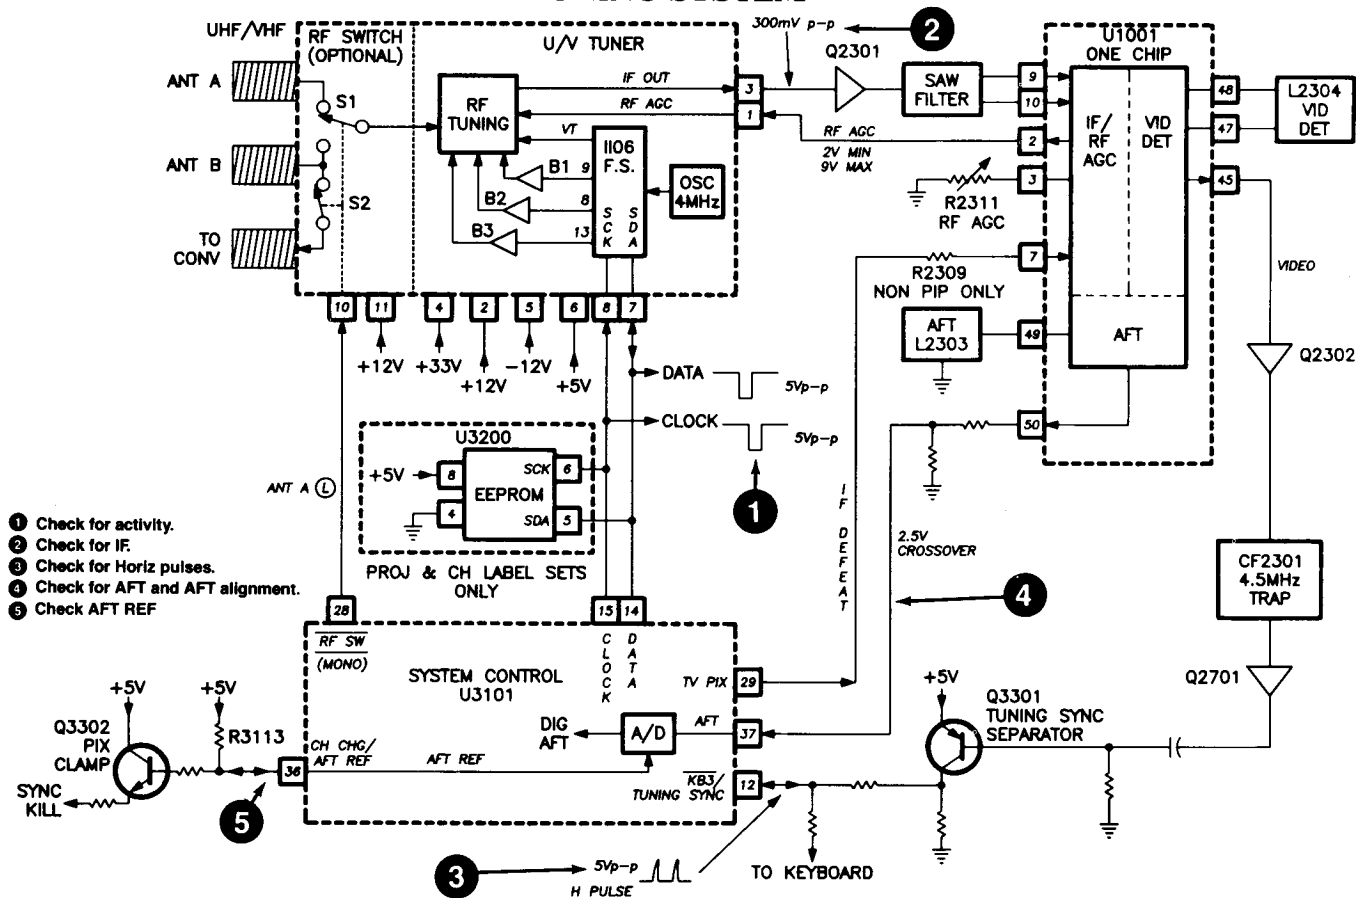 300mV p-p
2
UHF/VHF
RF SWITCH
(OPTIONAL)
U/V TUNER
Q2301
U1001
ONE CHIP
ANT A
S1
RF
TUNING
IF OUT
3
RF AGC
1
VT
SAW
FILTER
9
10
48
L2304
VID
DET
47
RF AGC
2
2V MIN
9V MAX
IF/
RF
AGC
VID
DET
ANT B
1106
F.S.
B1
9
OSC
4MHz
3
45
S2
B2
8
S
C
K
S
D
A
R2311
RF AGC
B3
13
TO
CONV
7
R2309
NON PIP ONLY
VIDEO
10
11
4
2
5
6
8
7
AFT
L2303
49
AFT
+12V
+33V
+12V
-12V
+5V
DATA
5Vp-p
Q2302
CLOCK
5Vp-p
50
U3200
+5V
8
SCK
6
EEPROM
4
SDA
5
1
ANT A L
IF DEFEAT
2.5V
CROSSOVER
4
CF2301
4.5MHz
TRAP
1 Check for activity.
2 Check for IF.
3 Check for Horiz pulses.
4 Check for AFT and AFT alignment.
5 Check AFT REF
PROJ & CH LABEL SETS
ONLY
28
15
14
RF SW
(MONO)
CLOCK
DATA
SYSTEM CONTROL
U3101
TV PIX
29
+5V
Q3301
TUNING SYNC
SEPARATOR
Q2701
+5V
+5V
Q3302
PIX
CLAMP
R3113
DIG
AFT
A/D
AFT
37
CH CHG/
AFT REF
36
AFT REF
KB3/
TUNING SYNC
12
SYNC
KILL
5
3
5Vp-p
H PULSE
TO KEYBOARD